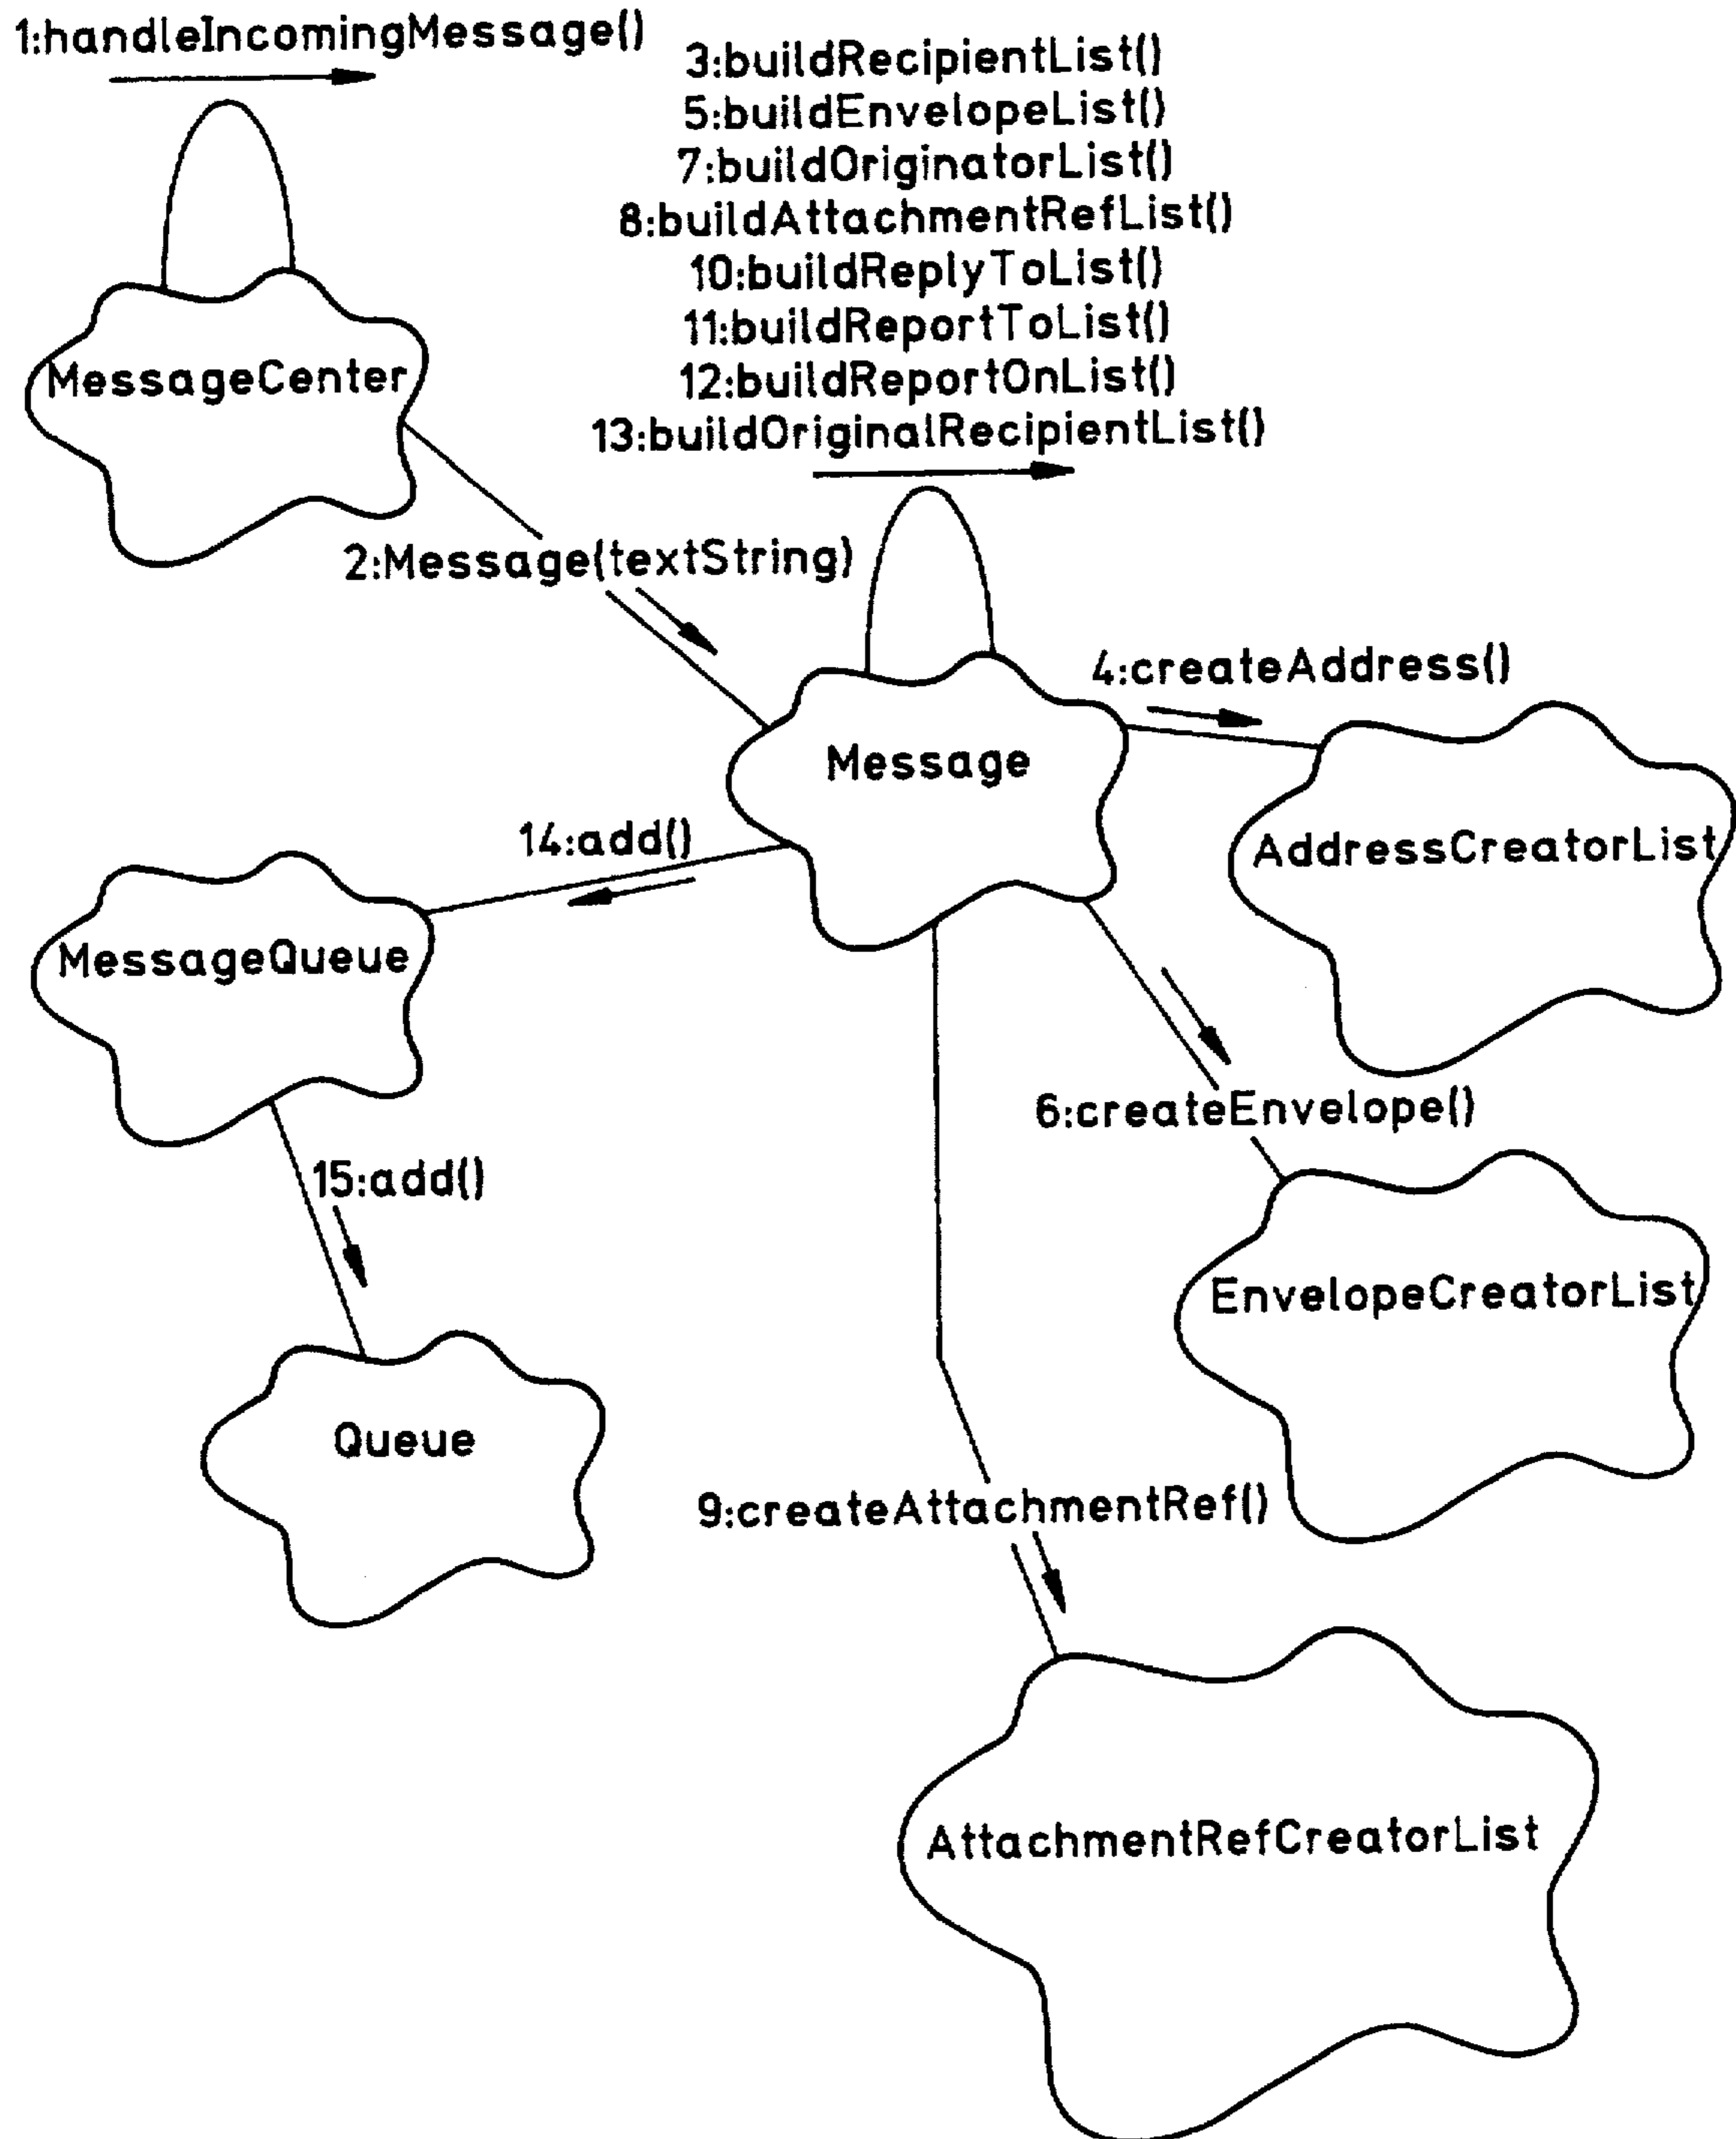 1:handleIncomingMessage()
3:buildRecipientList()
5:buildEnvelopeList()
7:buildOriginatorList()
8:buildAttachmentRefList()
10:buildReplyToList()
11:buildReportToList()
12:buildReportOnList()
13:buildOriginalRecipientList()
MessageCenter
2:Message(textString)
4:createAddress()
Message
AddressCreatorList
14:add()
MessageQueue
6:createEnvelope()
15:add()
EnvelopeCreatorList
Queue
9:createAttachmentRef()
AttachmentRefCreatorList